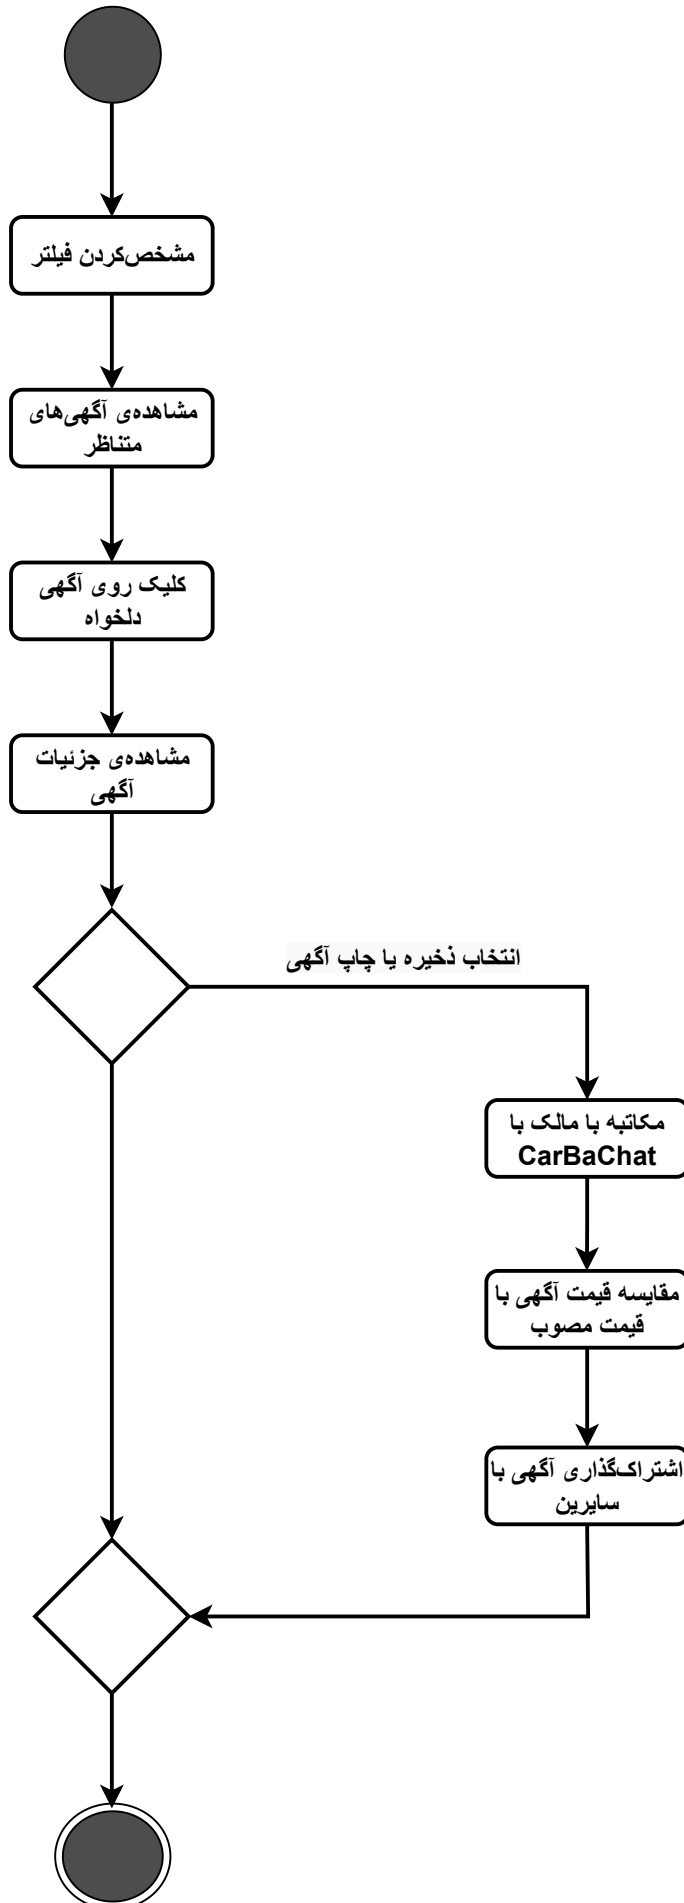 مشخص‌کردن فیلتر
مشاهده‌ی آگهی‌های
متناظر
کلیک روی آگهی
دلخواه
مشاهده‌ی جزئیات
آگهی
انتخاب ذخیره یا چاپ آگهی
مکاتبه با مالک با
CarBaChat
مقایسه قیمت آگهی با
قیمت مصوب
اشتراک‌گذاری آگهی با
سایرین